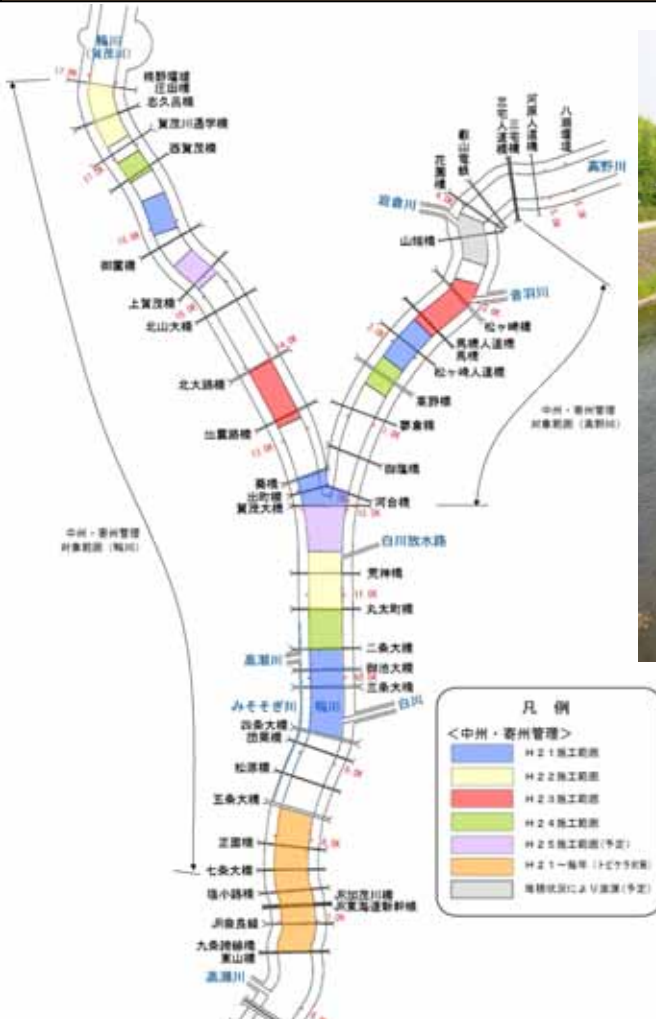 鴨川
(賀茂川)
柊野堰堤
庄田橋
志久呂橋
賀茂川通学橋
西賀茂橋
御薗橋
上賀茂橋
北山大橋
北大路橋
出雲路橋
葵橋
出町橋
賀茂大橋
中州・寄州管理
対象範囲(鴨川)
八瀬堰堤
河原人道橋
三宅橋
三宅人道橋
叡山電鉄
花園橋
高野川
岩倉川
山端橋
音羽川
松ヶ崎橋
馬橋人道橋
馬橋
松ヶ崎人道橋
高野橋
蓼倉橋
御蔭橋
河合橋
中州・寄州管理
対象範囲(高野川)
白川放水路
荒神橋
丸太町橋
二条大橋
御池大橋
三条大橋
高瀬川
みそそぎ川
鴨川
白川
四条大橋
団栗橋
松原橋
五条大橋
正面橋
七条大橋
塩小路橋
JR加茂川橋
JR東海道新幹線
JR奈良線
九条跨線橋
東山橋
高瀬川
凡 例
<中州・寄州管理>
H21施工範囲
H22施工範囲
H23施工範囲
H24施工範囲
H25施工範囲(予定)
H21~毎年(トビケラ対策)
堆積状況により浚渫(予定)